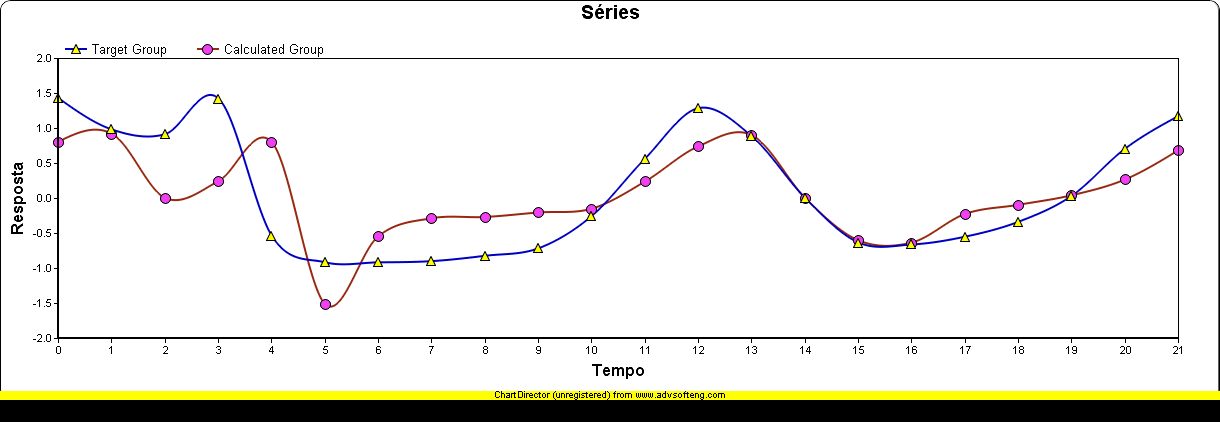 Séries
Target Group Calculated Group
2.0
1.5
1.0
0.5
0.0
-0.5
-1.0
-1.5
-2.0
Resposta
0 1 2 3 4 5 6 7 8 9 10 11 12 13 14 15 16 17 18 19 20 21
Tempo
ChartDirector (unregistered) from www.advsofteng.com